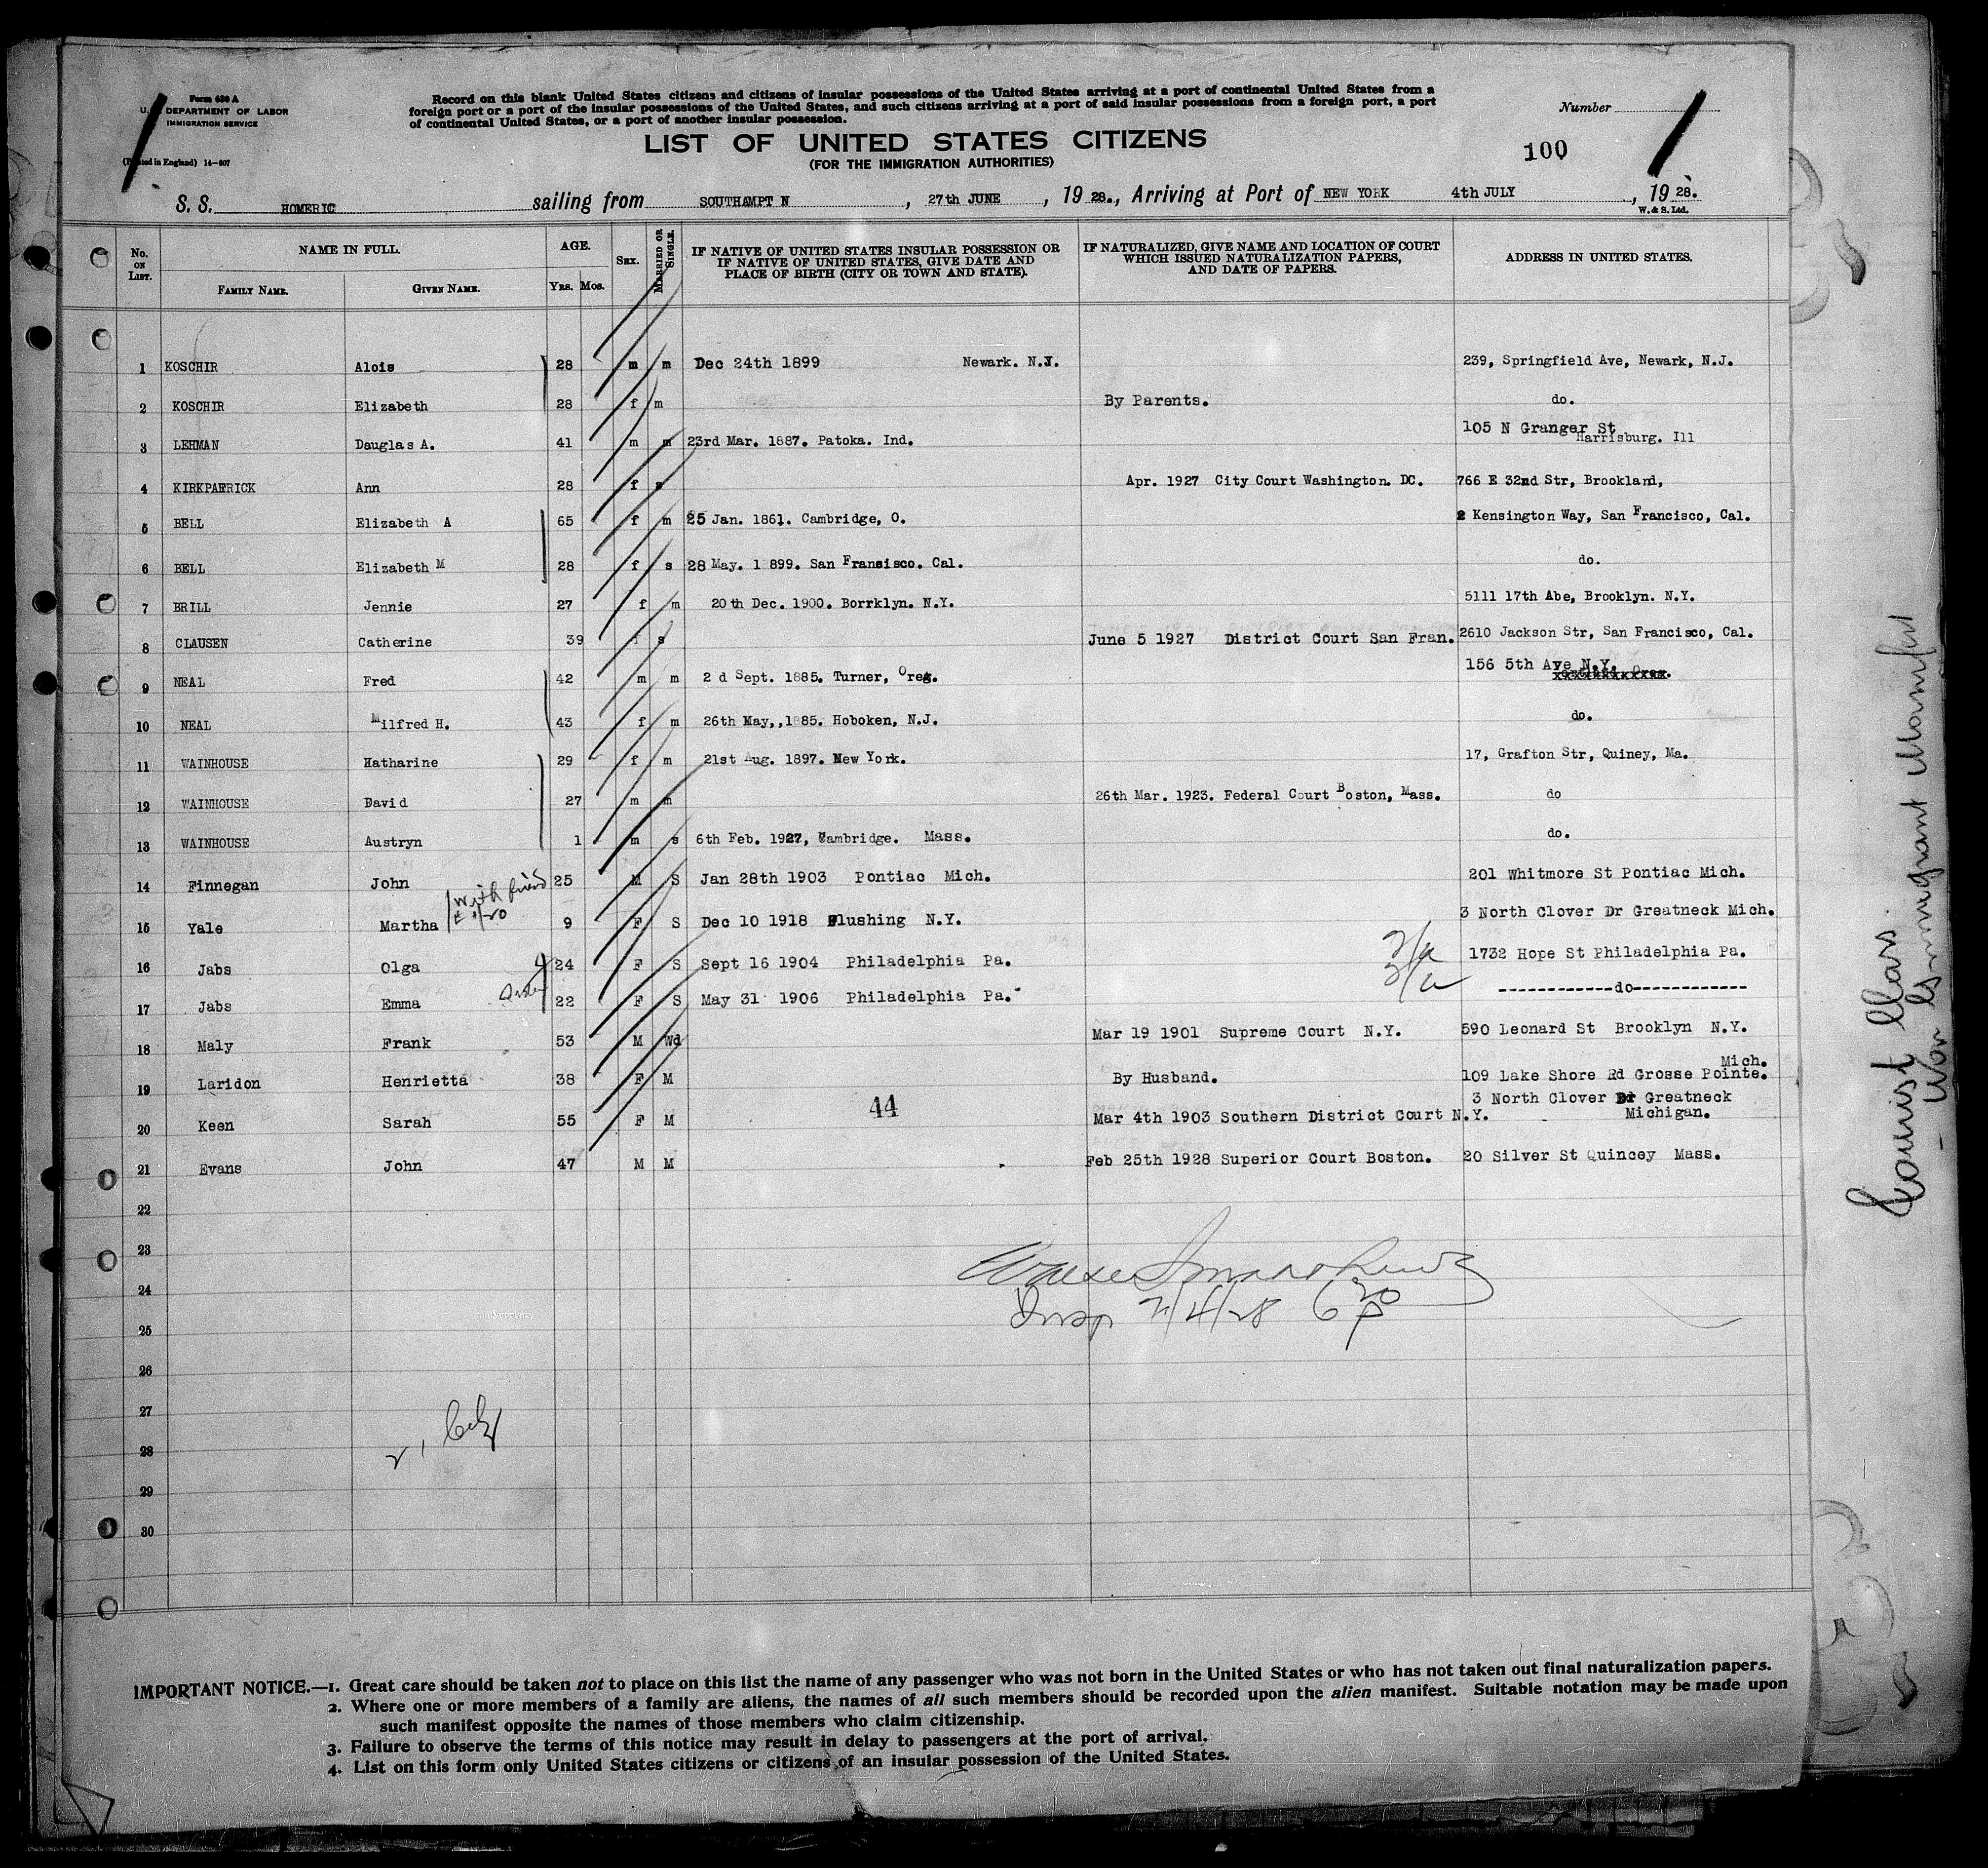 Form 630 A
U. S. DEPARTMENT OF LABOR
IMMIGRATION SERVICE
(Printed in England) 14-607
Record on this blank United States citizens and citizens of insular possessions of the United States arriving at a port of continental United States from a
foreign port or a port of the insular possessions of the United States, and such citizens arriving at a port of said insular possessions from a foreign port, a port
of continental United States, or a port of another insular possession.
Number
LIST OF UNITED STATES CITIZENS
(FOR THE IMMIGRATION AUTHORITIES)
100
S. S. HOMERIC sailing from SOUTHAMPT N, 27th JUNE, 19 28., Arriving at Port of NEW YORK 4th JULY, 19 28.
W. & S. Ltd.
No. ON LIST. NAME IN FULL. AGE. SEX. MARRIED OR SINGLE. IF NATIVE OF UNITED STATES INSULAR POSSESSION OR IF NATIVE OF UNITED STATES, GIVE DATE AND PLACE OF BIRTH (CITY OR TOWN AND STATE). IF NATURALIZED, GIVE NAME AND LOCATION OF COURT WHICH ISSUED NATURALIZATION PAPERS, AND DATE OF PAPERS. ADDRESS IN UNITED STATES.
FAMILY NAME. GIVEN NAME. YRS. MOS.
1 KOSCHIR Alois 28 m m Dec 24th 1899 Newark. N.J. 239, Springfield Ave, Newark, N.J.
2 KOSCHIR Elizabeth 28 f m By Parents. do.
3 LEHMAN Dauglas A. 41 m m 23rd Mar. 1887. Patoka. Ind. 105 N Granger St Harrisburg. Ill
4 KIRKPATRICK Ann 28 f s Apr. 1927 City Court Washington. DC. 766 E 32nd Str, Brookland,
5 BELL Elizabeth A 65 f m 25 Jan. 1861. Cambridge, O. 2 Kensington Way, San Francisco, Cal.
6 BELL Elizabeth M 28 f s 28 May. 1 899. San Fransisco. Cal. do.
7 BRILL Jennie 27 f m 20th Dec. 1900. Borrklyn. N.Y. 5111 17th Abe, Brooklyn. N.Y.
8 CLAUSEN Catherine 39 f s June 5 1927 District Court San Fran. 2610 Jackson Str, San Francisco, Cal.
9 NEAL Fred 42 m m 2 d Sept. 1885. Turner, Oreg. 156 5th Ave N.Y.
10 NEAL Milfred H. 43 f m 26th May,,1885. Hoboken, N.J. do.
11 WAINHOUSE Katharine 29 f m 21st Aug. 1897. New York. 17, Grafton Str, Quiney, Ma.
12 WAINHOUSE David 27 m m 26th Mar. 1923. Federal Court Boston, Mass. do
13 WAINHOUSE Austryn 1 m s 6th Feb. 1927, Cambridge. Mass. do.
14 Finnegan John 25 M S Jan 28th 1903 Pontiac Mich. 201 Whitmore St Pontiac Mich.
15 Yale Martha with friend 9 F S Dec 10 1918 Flushing N.Y. 3 North Clover Dr Greatneck Mich.
16 Jabs Olga 24 F S Sept 16 1904 Philadelphia Pa. 1732 Hope St Philadelphia Pa.
17 Jabs Emma 22 F S May 31 1906 Philadelphia Pa. ------------do------------
18 Maly Frank 53 M Wd Mar 19 1901 Supreme Court N.Y. 590 Leonard St Brooklyn N.Y.
19 Laridon Henrietta 38 F M By Husband. 109 Lake Shore Rd Grosse Pointe. Mich.
20 Keen Sarah 55 F M 44 Mar 4th 1903 Southern District Court N.Y. 3 North Clover Dr Greatneck Michigan.
21 Evans John 47 M M Feb 25th 1928 Superior Court Boston. 20 Silver St Quincey Mass.
22
23
24
Insp 7/4/28
25
26
27
28
29
30
Tourist Class
Non Immigrant Manifest
IMPORTANT NOTICE.—1. Great care should be taken not to place on this list the name of any passenger who was not born in the United States or who has not taken out final naturalization papers.
2. Where one or more members of a family are aliens, the names of all such members should be recorded upon the alien manifest. Suitable notation may be made upon
such manifest opposite the names of those members who claim citizenship.
3. Failure to observe the terms of this notice may result in delay to passengers at the port of arrival.
4. List on this form only United States citizens or citizens of an insular possession of the United States.